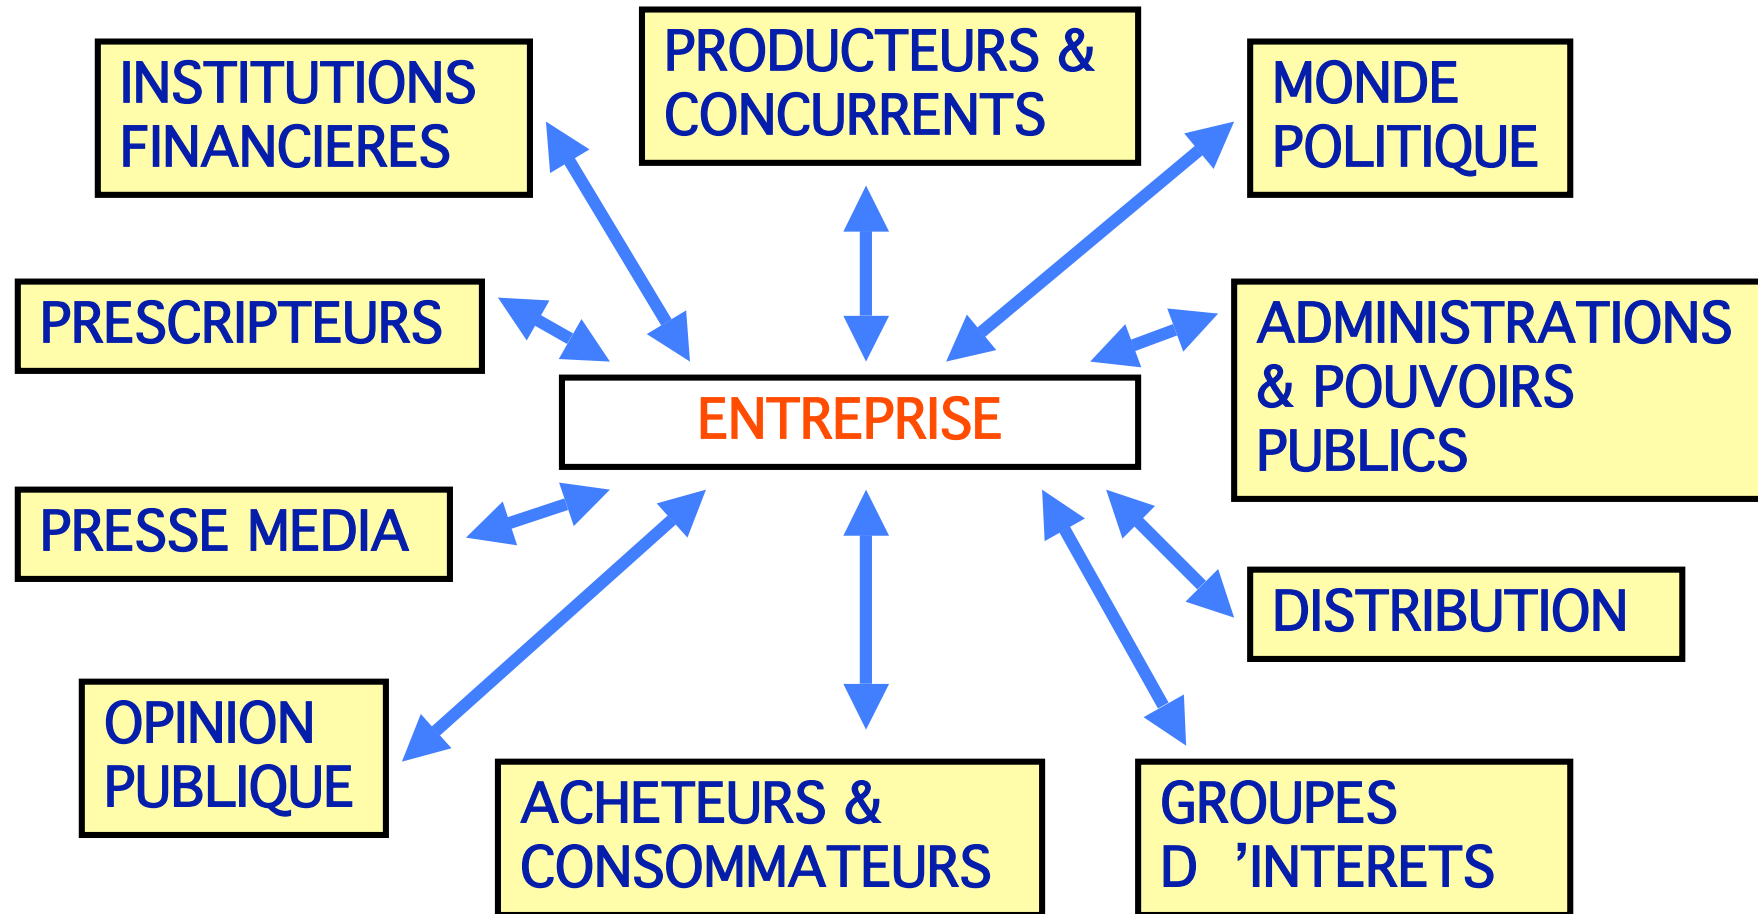 INSTITUTIONS
FINANCIERES
PRODUCTEURS &
CONCURRENTS
MONDE
POLITIQUE
PRESCRIPTEURS
ADMINISTRATIONS
& POUVOIRS
PUBLICS
ENTREPRISE
PRESSE MEDIA
DISTRIBUTION
OPINION
PUBLIQUE
ACHETEURS &
CONSOMMATEURS
GROUPES
D ’INTERETS